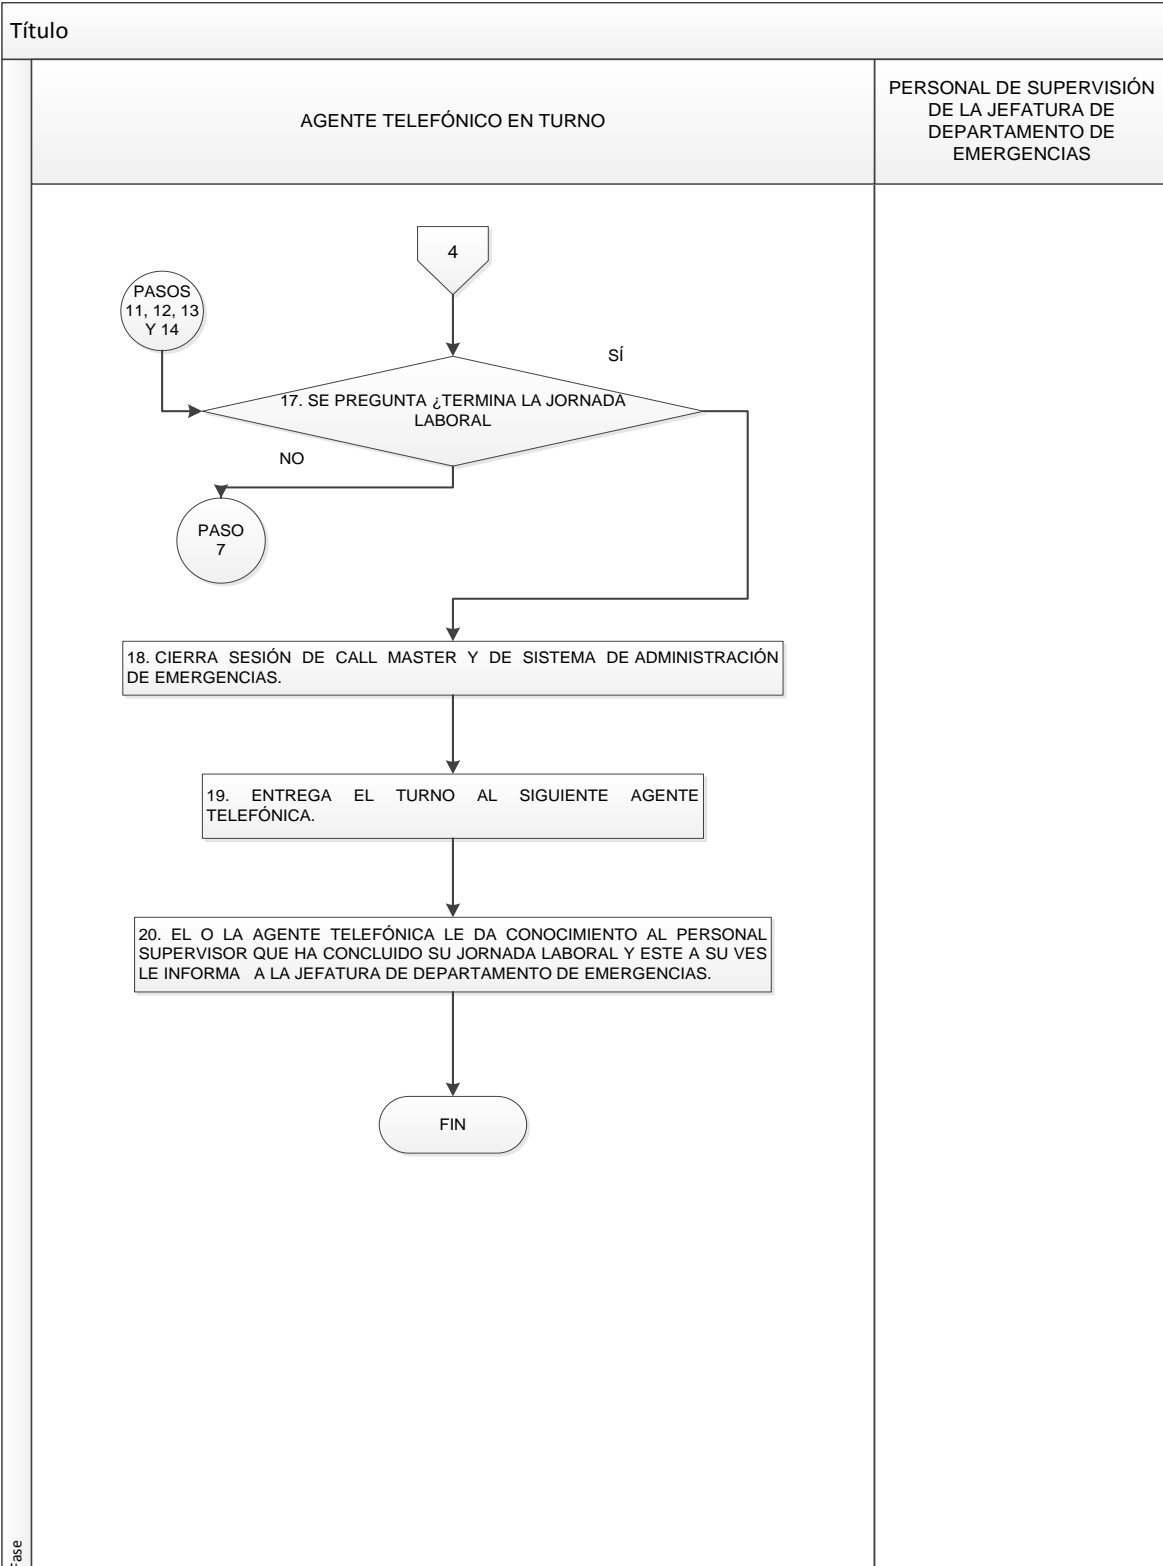 Título
AGENTE TELEFÓNICO EN TURNO
PERSONAL DE SUPERVISIÓN
DE LA JEFATURA DE
DEPARTAMENTO DE
EMERGENCIAS
4
PASOS
11, 12, 13
Y 14
SÍ
17. SE PREGUNTA ¿TERMINA LA JORNADA
LABORAL
NO
PASO
7
18. CIERRA SESIÓN DE CALL MASTER Y DE SISTEMA DE ADMINISTRACIÓN
DE EMERGENCIAS.
19. ENTREGA EL TURNO AL SIGUIENTE AGENTE
TELEFÓNICA.
20. EL O LA AGENTE TELEFÓNICA LE DA CONOCIMIENTO AL PERSONAL
SUPERVISOR QUE HA CONCLUIDO SU JORNADA LABORAL Y ESTE A SU VES
LE INFORMA A LA JEFATURA DE DEPARTAMENTO DE EMERGENCIAS.
FIN
Fase